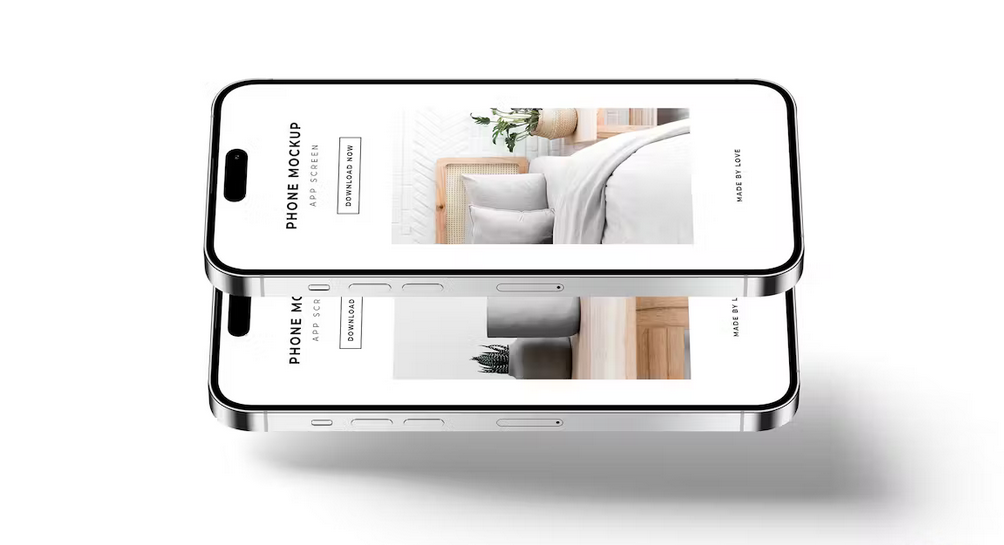 PHONE MOCKUP
APP SCREEN
DOWNLOAD NOW
MADE BY LOVE
PHONE MO
APP SCR
DOWNLOAD
MADE BY L